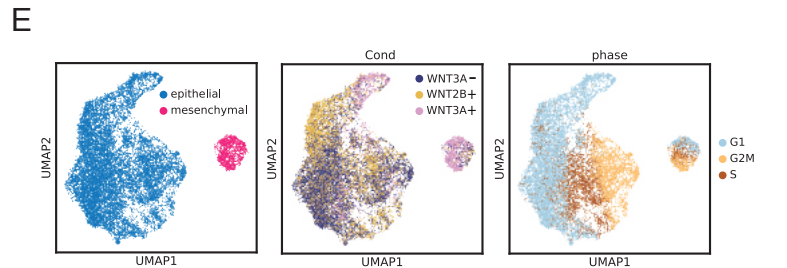 E
epithelial
mesenchymal
UMAP2
UMAP1
Cond
WNT3A−
WNT2B+
WNT3A+
UMAP2
UMAP1
phase
G1
G2M
S
UMAP2
UMAP1